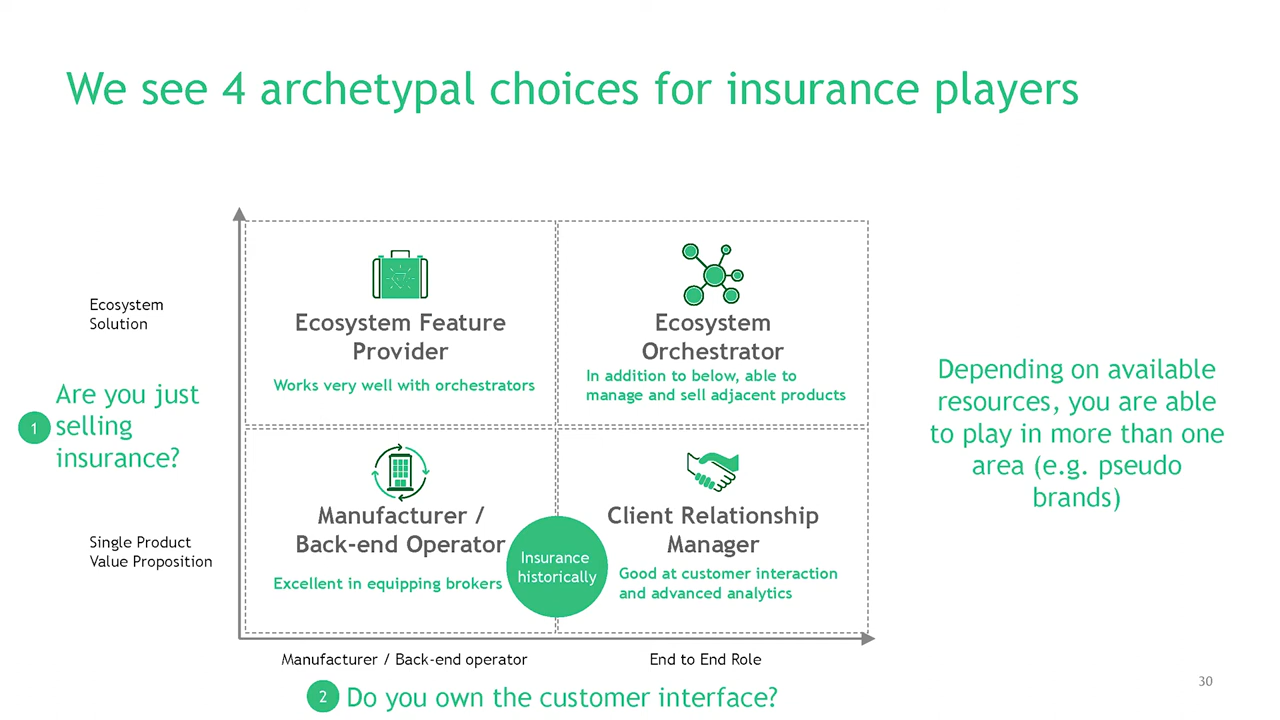 We see 4 archetypal choices for insurance players
Ecosystem
Solution
1
Are you just
selling
insurance?
Single Product
Value Proposition
Ecosystem Feature
Provider
Works very well with orchestrators
Ecosystem
Orchestrator
In addition to below, able to
manage and sell adjacent products
Manufacturer /
Back-end Operator
Excellent in equipping brokers
Insurance
historically
Client Relationship
Manager
Good at customer interaction
and advanced analytics
Manufacturer / Back-end operator
End to End Role
2 Do you own the customer interface?
Depending on available
resources, you are able
to play in more than one
area (e.g. pseudo
brands)
30